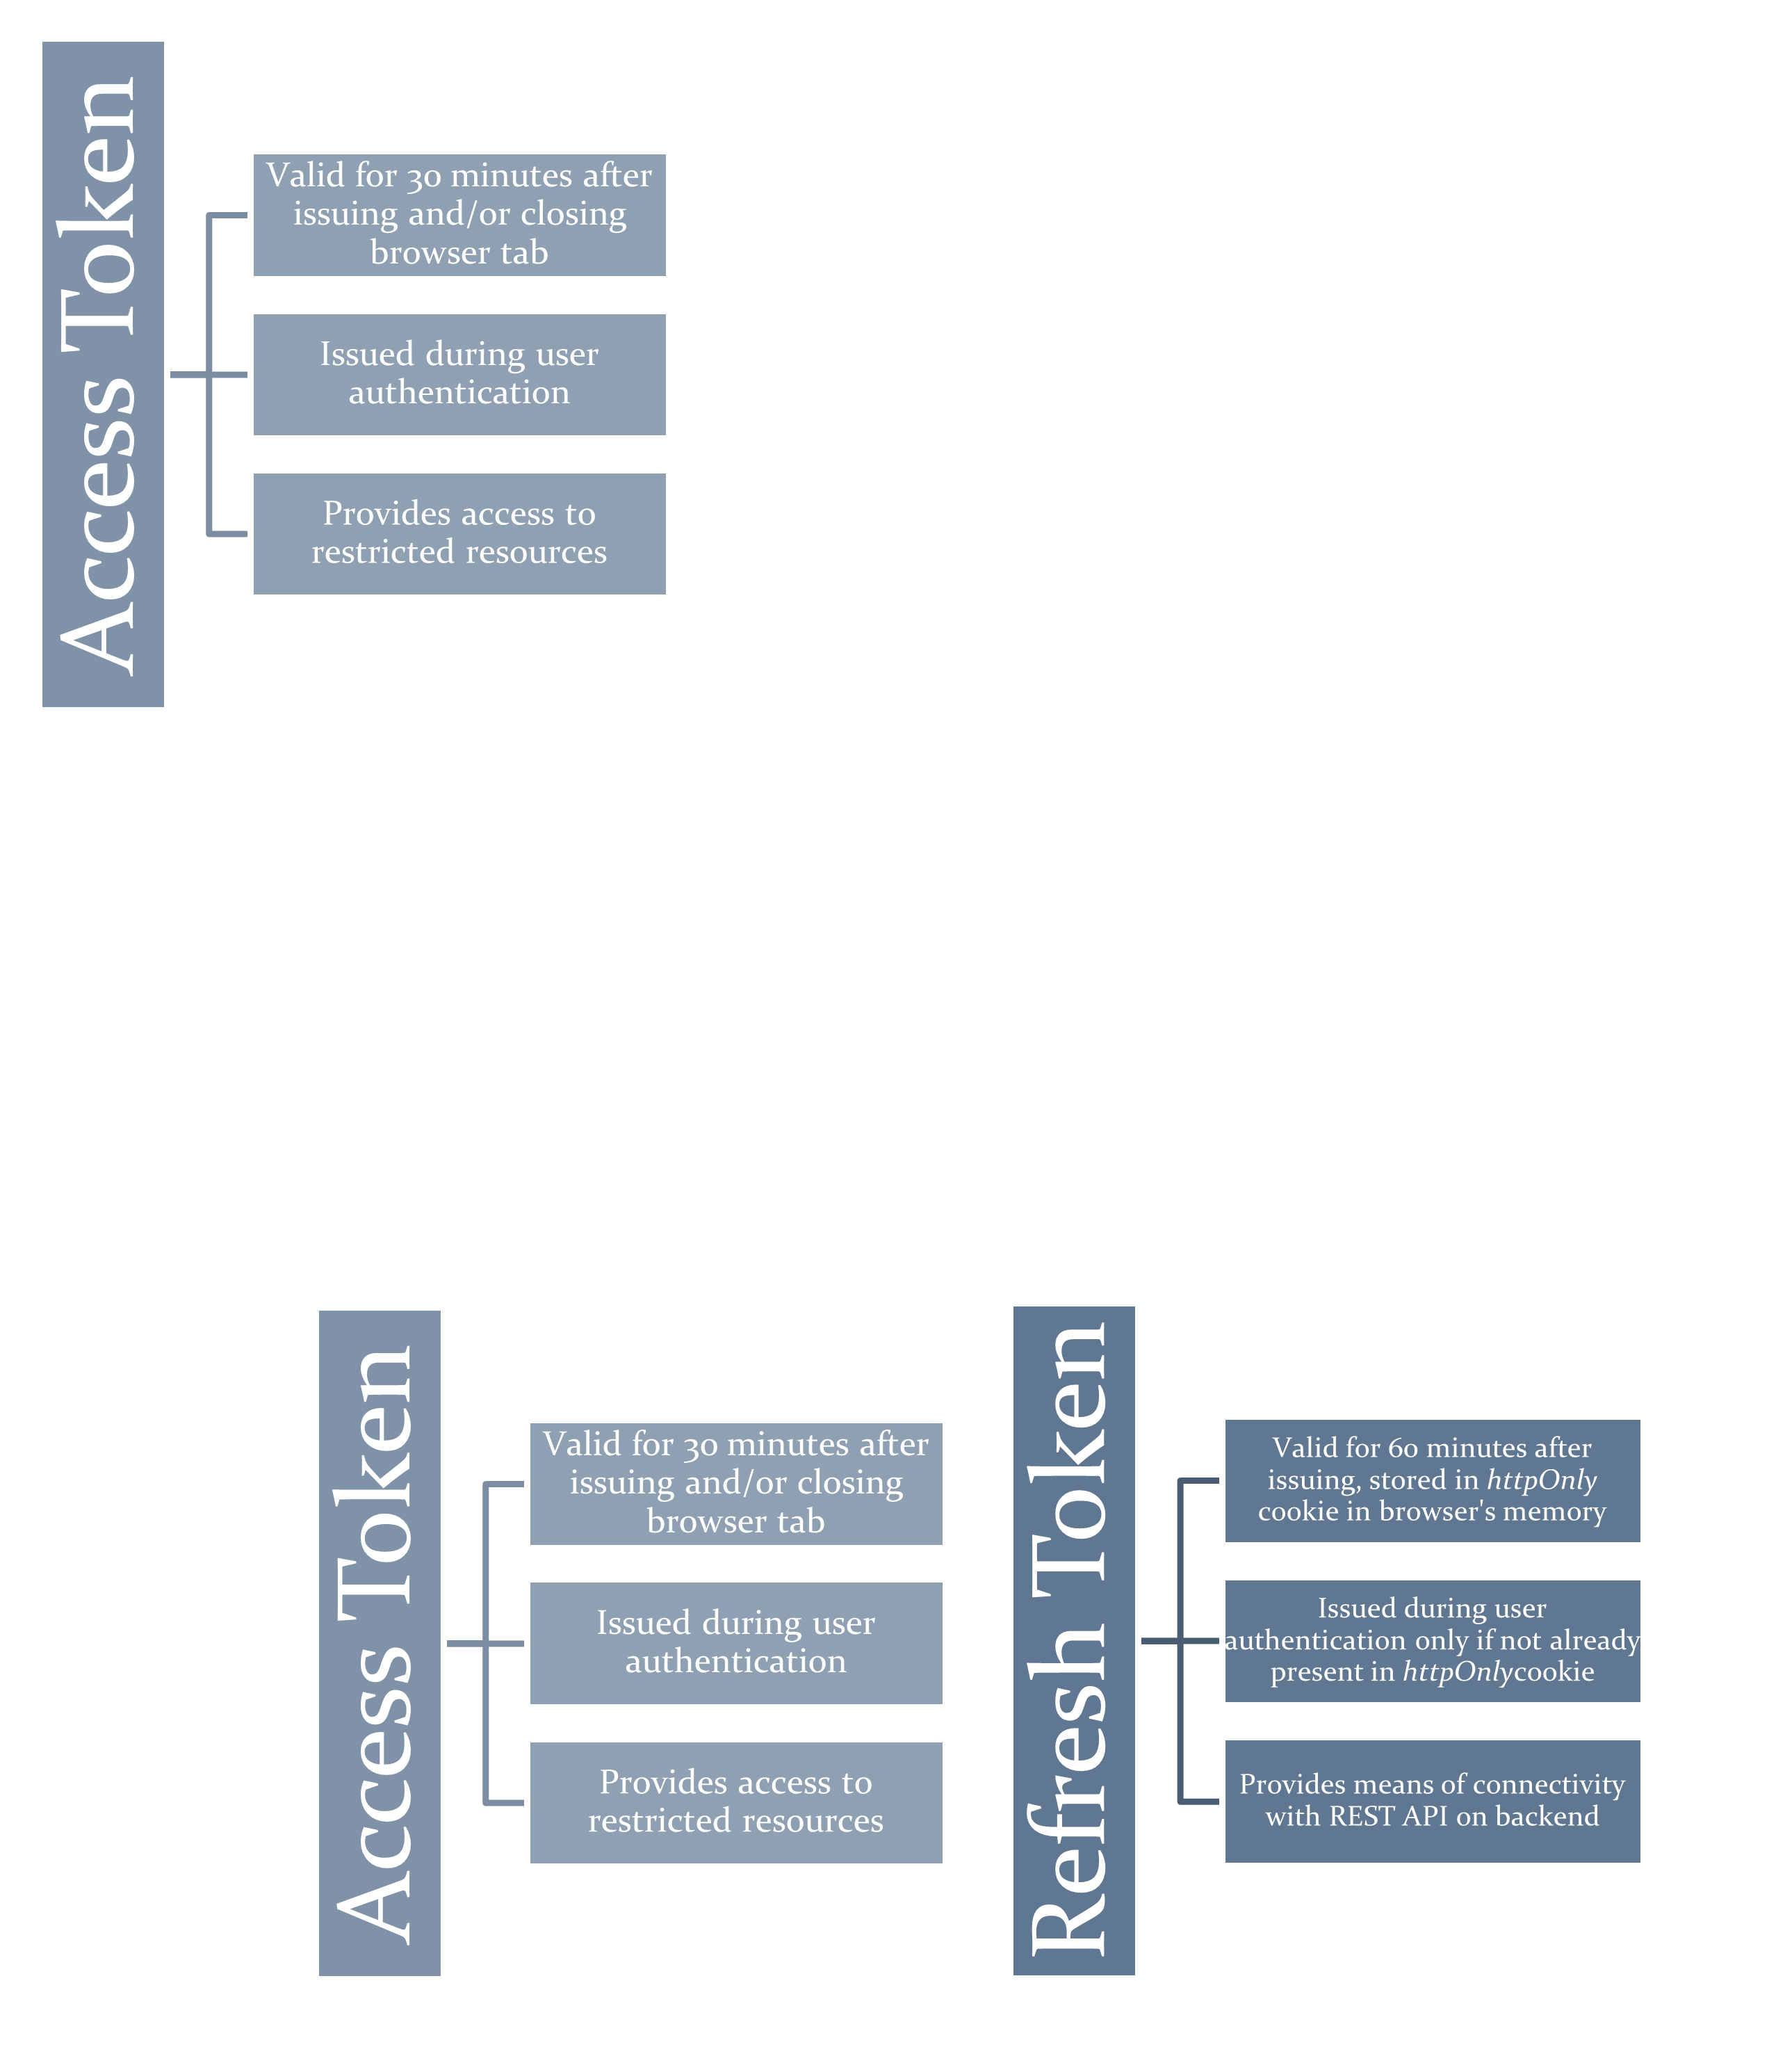 Access Token
Valid for 30 minutes after
issuing and/or closing
browser tab
Issued during user
authentication
Provides access to
restricted resources
Access Token
Valid for 30 minutes after
issuing and/or closing
browser tab
Issued during user
authentication
Provides access to
restricted resources
Refresh Token
Valid for 60 minutes after
issuing, stored in httpOnly
cookie in browser's memory
Issued during user
authentication only if not already
present in httpOnlycookie
Provides means of connectivity
with REST API on backend